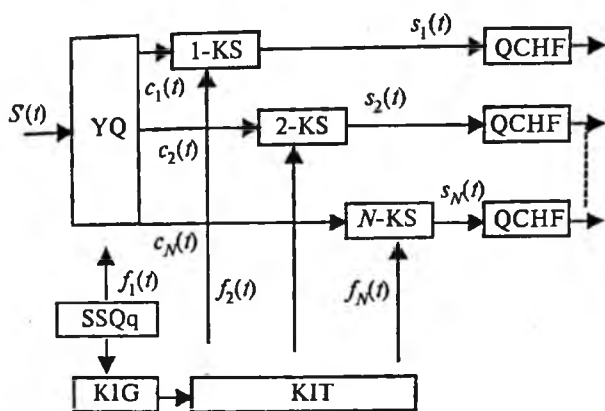 1-KS
s₁(t)
QCHF
c₁(t)
S(t)
YQ
2-KS
s₂(t)
QCHF
c₂(t)
N-KS
sN(t)
QCHF
cN(t)
f₁(t)
f₂(t)
fN(t)
SSQq
KIG
KIT